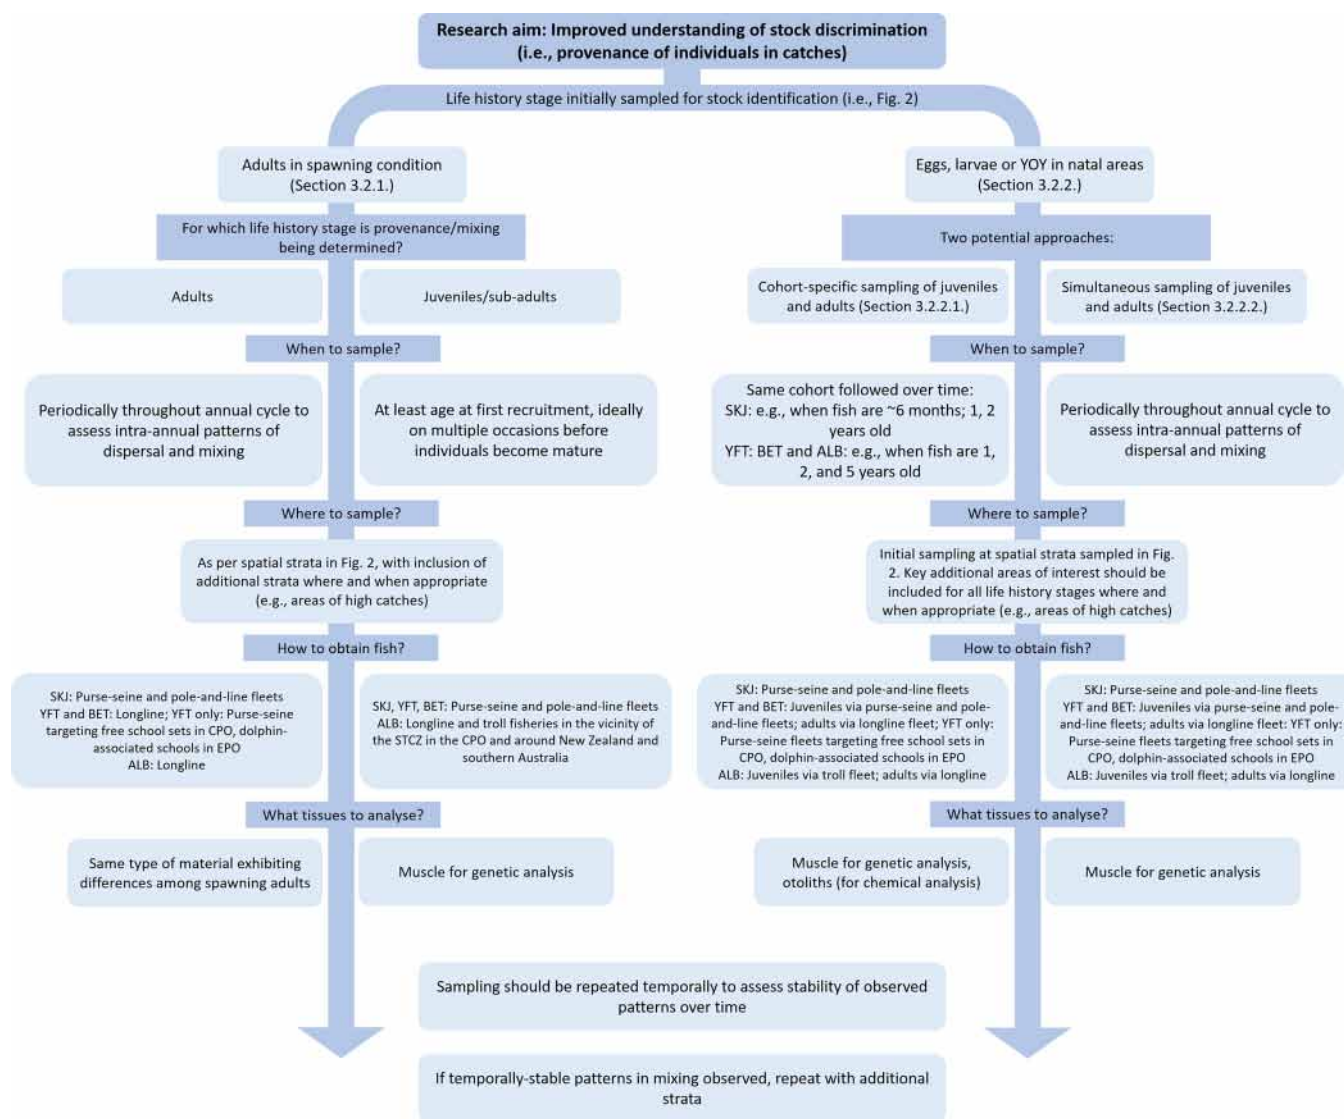 Research aim: Improved understanding of stock discrimination
(i.e., provenance of individuals in catches)
Life history stage initially sampled for stock identification (i.e., Fig. 2)
Adults in spawning condition
(Section 3.2.1.)
For which life history stage is provenance/mixing
being determined?
Adults
Juveniles/sub-adults
When to sample?
Periodically throughout annual cycle to
assess intra-annual patterns of
dispersal and mixing
At least age at first recruitment, ideally
on multiple occasions before
individuals become mature
Where to sample?
As per spatial strata in Fig. 2, with inclusion of
additional strata where and when appropriate
(e.g., areas of high catches)
How to obtain fish?
SKJ: Purse-seine and pole-and-line fleets
YFT and BET: Longline; YFT only: Purse-seine
targeting free school sets in CPO, dolphin-
associated schools in EPO
ALB: Longline
SKJ, YFT, BET: Purse-seine and pole-and-line fleets
ALB: Longline and troll fisheries in the vicinity of
the STCZ in the CPO and around New Zealand and
southern Australia
What tissues to analyse?
Same type of material exhibiting
differences among spawning adults
Muscle for genetic analysis
Eggs, larvae or YOY in natal areas
(Section 3.2.2.)
Two potential approaches:
Cohort-specific sampling of juveniles
and adults (Section 3.2.2.1.)
Simultaneous sampling of juveniles
and adults (Section 3.2.2.2.)
When to sample?
Same cohort followed over time:
SKJ: e.g., when fish are ~6 months; 1, 2
years old
YFT: BET and ALB: e.g., when fish are 1,
2, and 5 years old
Periodically throughout annual cycle to
assess intra-annual patterns of
dispersal and mixing
Where to sample?
Initial sampling at spatial strata sampled in Fig.
2. Key additional areas of interest should be
included for all life history stages where and
when appropriate (e.g., areas of high catches)
How to obtain fish?
SKJ: Purse-seine and pole-and-line fleets
YFT and BET: Juveniles via purse-seine and pole-
and-line fleets; adults via longline fleet; YFT only:
Purse-seine fleets targeting free school sets in
CPO, dolphin-associated schools in EPO
ALB: Juveniles via troll fleet; adults via longline
SKJ: Purse-seine and pole-and-line fleets
YFT and BET: Juveniles via purse-seine and pole-
and-line fleets; adults via longline fleet: YFT only:
Purse-seine fleets targeting free school sets in
CPO, dolphin-associated schools in EPO
ALB: Juveniles via troll fleet; adults via longline
What tissues to analyse?
Muscle for genetic analysis,
otoliths (for chemical analysis)
Muscle for genetic analysis
Sampling should be repeated temporally to assess stability of observed
patterns over time
If temporally-stable patterns in mixing observed, repeat with additional
strata